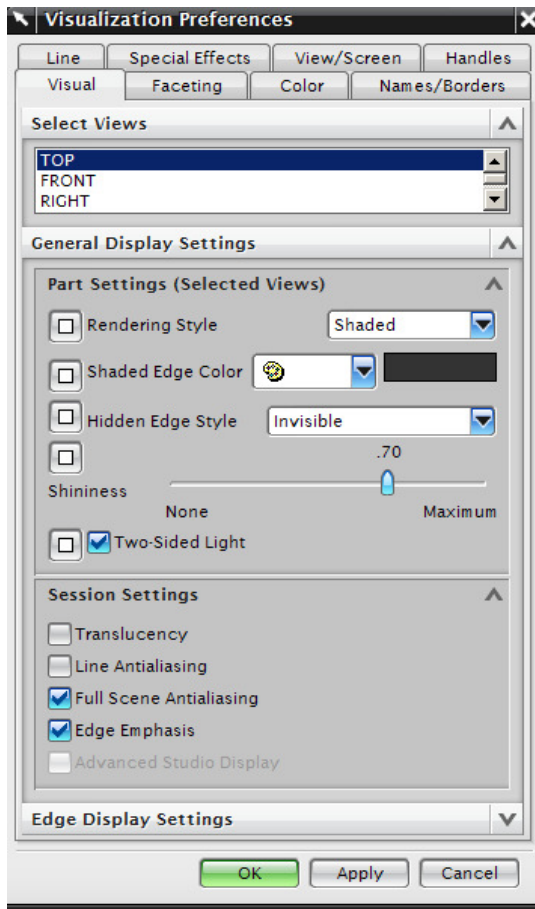 Visualization Preferences
Line Special Effects View/Screen Handles
Visual Faceting Color Names/Borders
Select Views
TOP
FRONT
RIGHT
General Display Settings
Part Settings (Selected Views)
Rendering Style Shaded
Shaded Edge Color
Hidden Edge Style Invisible
.70
Shininess
None Maximum
Two-Sided Light
Session Settings
Translucency
Line Antialiasing
Full Scene Antialiasing
Edge Emphasis
Advanced Studio Display
Edge Display Settings
OK Apply Cancel